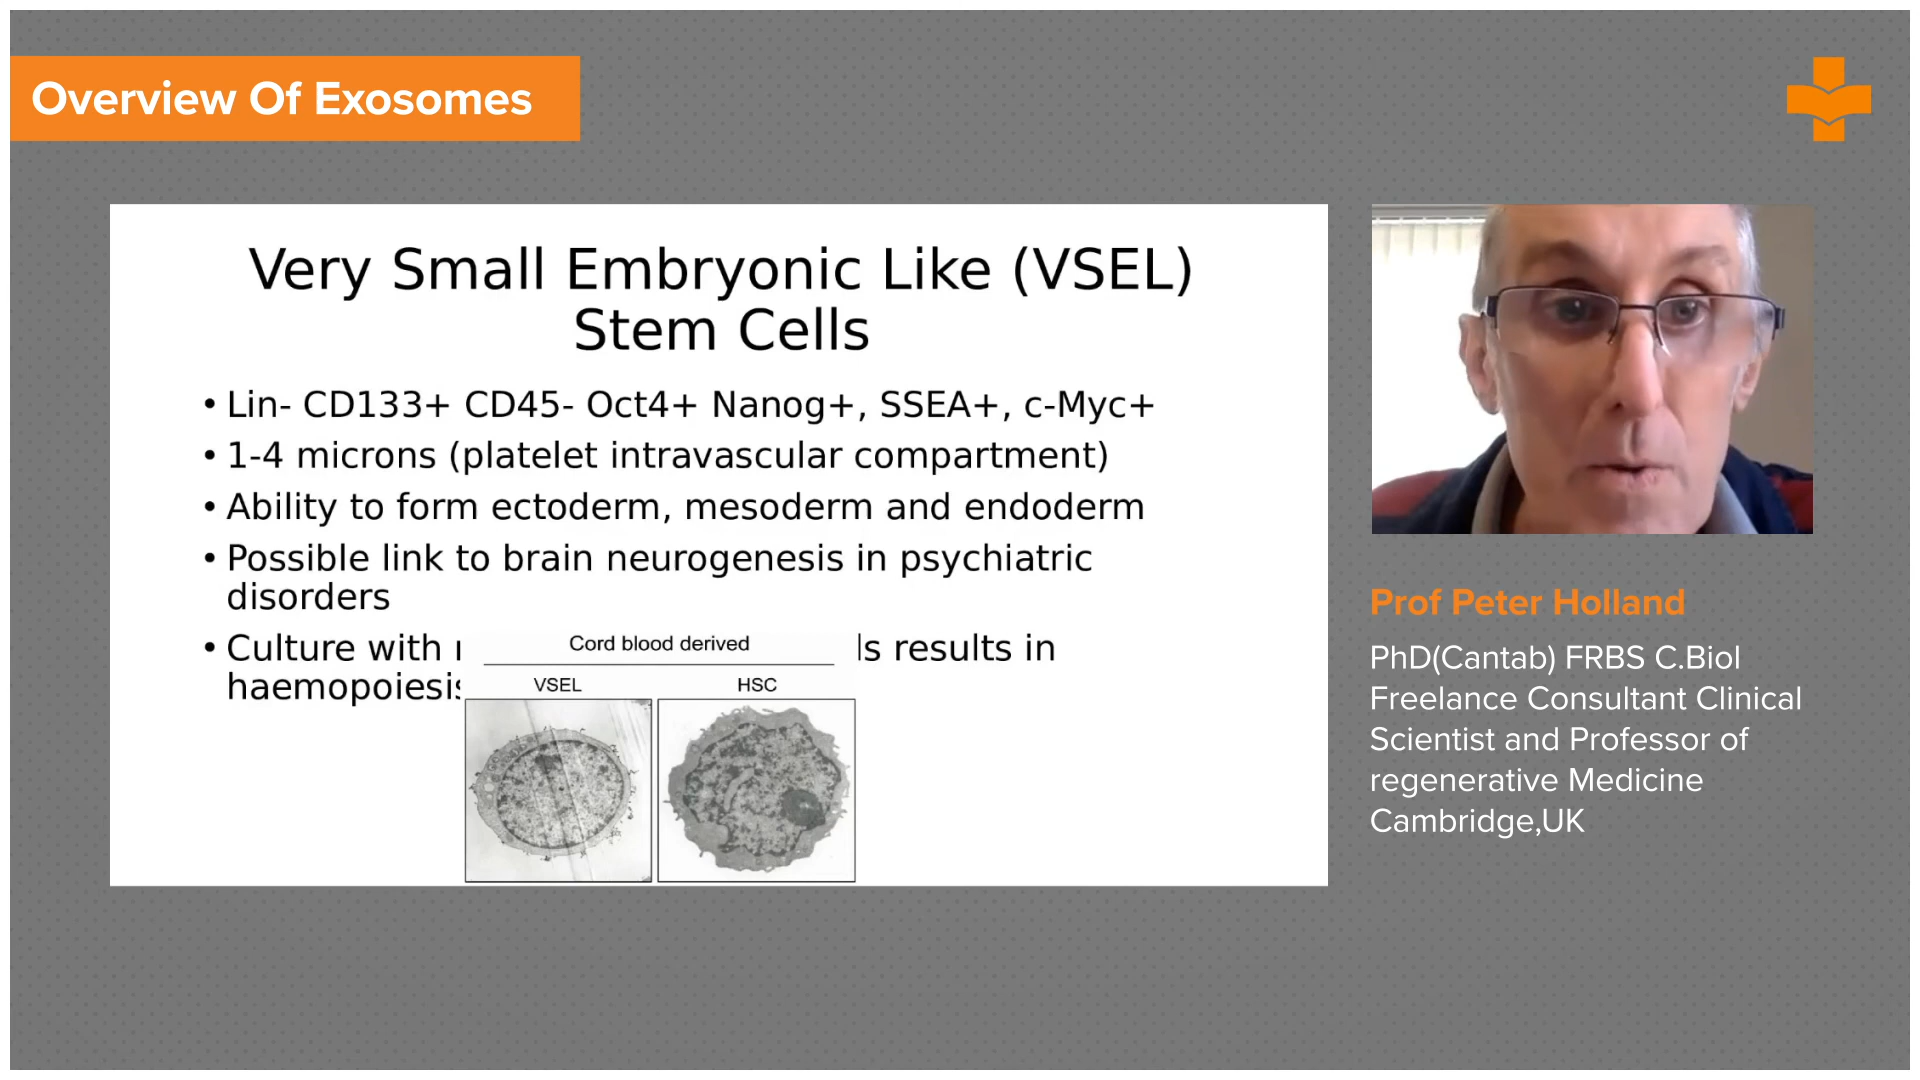 Overview Of Exosomes
Very Small Embryonic Like (VSEL)
Stem Cells
• Lin- CD133+ CD45- Oct4+ Nanog+, SSEA+, c-Myc+
• 1-4 microns (platelet intravascular compartment)
• Ability to form ectoderm, mesoderm and endoderm
• Possible link to brain neurogenesis in psychiatric
disorders
• Culture with results in
haemopoiesis
Cord blood derived
VSEL HSC
Prof Peter Holland
PhD(Cantab) FRBS C.Biol
Freelance Consultant Clinical
Scientist and Professor of
regenerative Medicine
Cambridge,UK